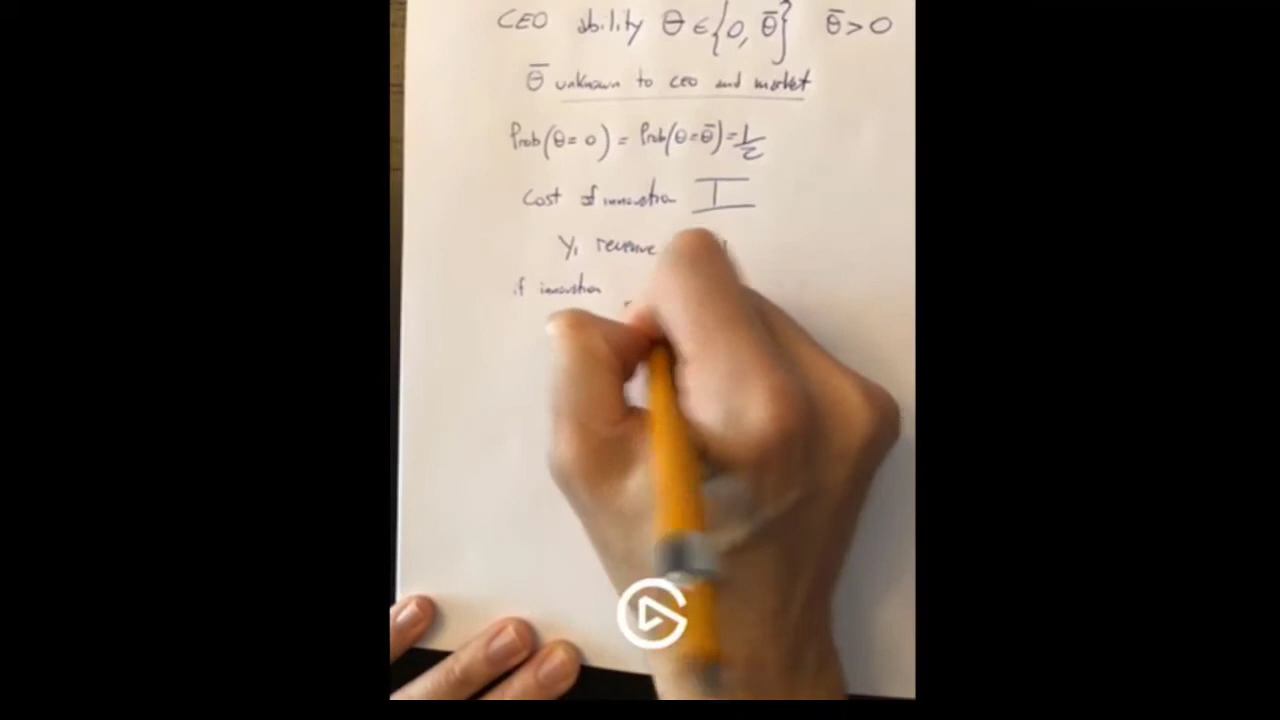 CEO ability θ ∈ {0, θ̄} θ̄ > 0
θ̄ unknown to ceo and market
Prob(θ = 0) = Prob(θ = θ̄) = 1/2
Cost of innovation I
y₁ revenue
if innovation